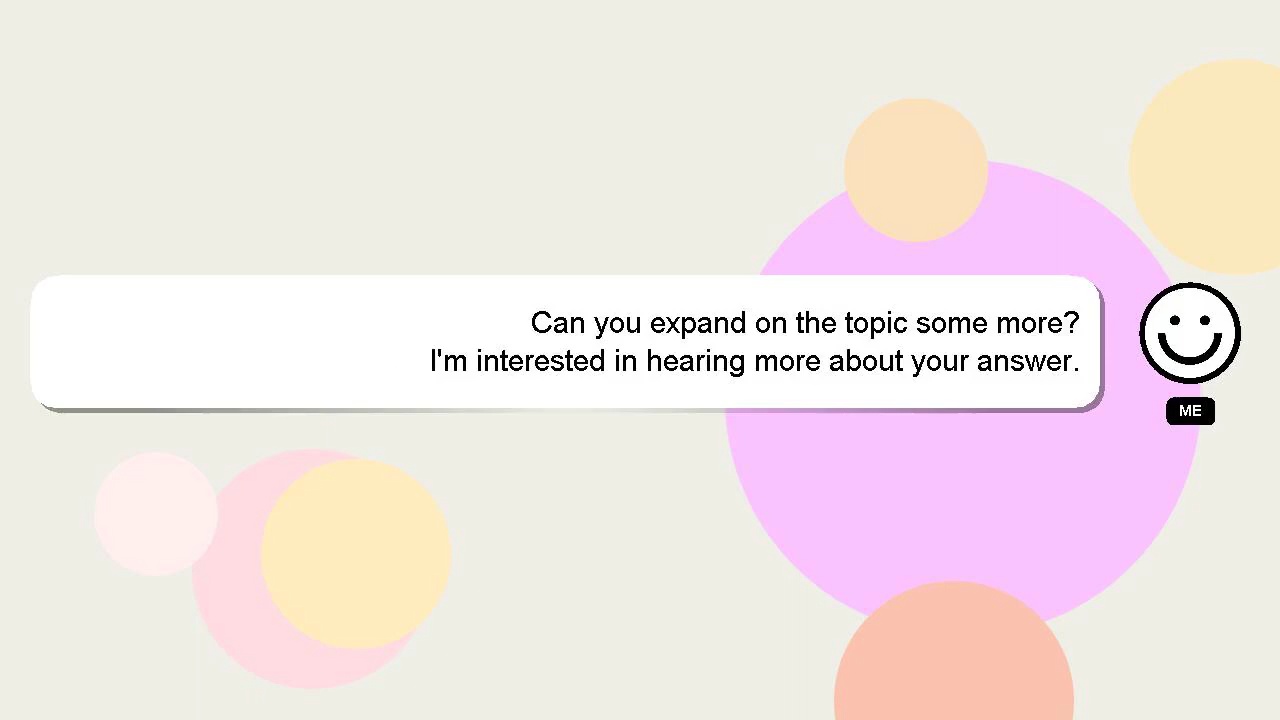 Can you expand on the topic some more?
I'm interested in hearing more about your answer.
ME